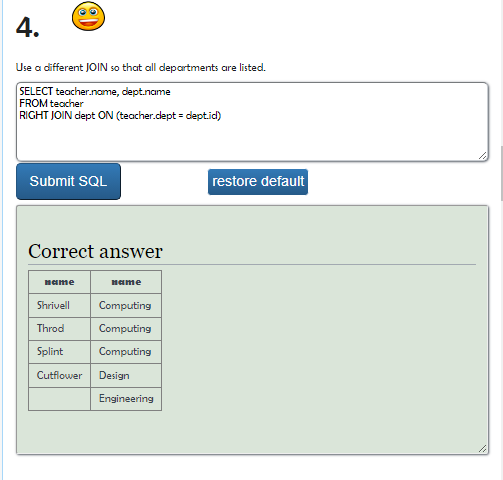 4.
Use a different JOIN so that all departments are listed.
SELECT teacher.name, dept.name
FROM teacher
RIGHT JOIN dept ON (teacher.dept = dept.id)
Submit SQL restore default
Correct answer
name name
Shrivell Computing
Throd Computing
Splint Computing
Cutflower Design
Engineering